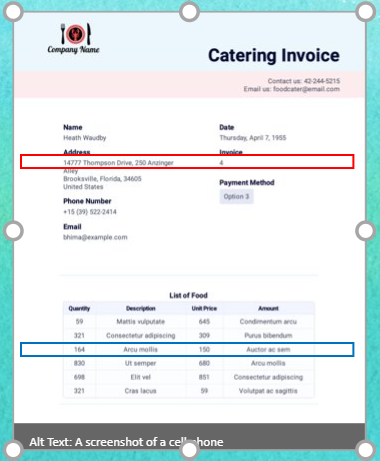 Company Name
Catering Invoice
Contact us: 42-244-5215
Email us: foodcater@email.com
Name
Heath Waudby
Date
Thursday, April 7, 1955
Address
14777 Thompson Drive, 250 Anzinger
Alley
Brooksville, Florida, 34605
United States
Invoice
4
Payment Method
Option 3
Phone Number
+15 (39) 522-2414
Email
bhima@example.com
List of Food
Quantity Description Unit Price Amount
59 Mattis vulputate 645 Condimentum arcu
321 Consectetur adipiscing 309 Purus bibendum
164 Arcu mollis 150 Auctor ac sem
830 Ut semper 680 Arcu mollis
698 Elit vel 851 Consectetur adipiscing
321 Cras lacus 59 Volutpat ac sagittis
Alt Text: A screenshot of a cell phone